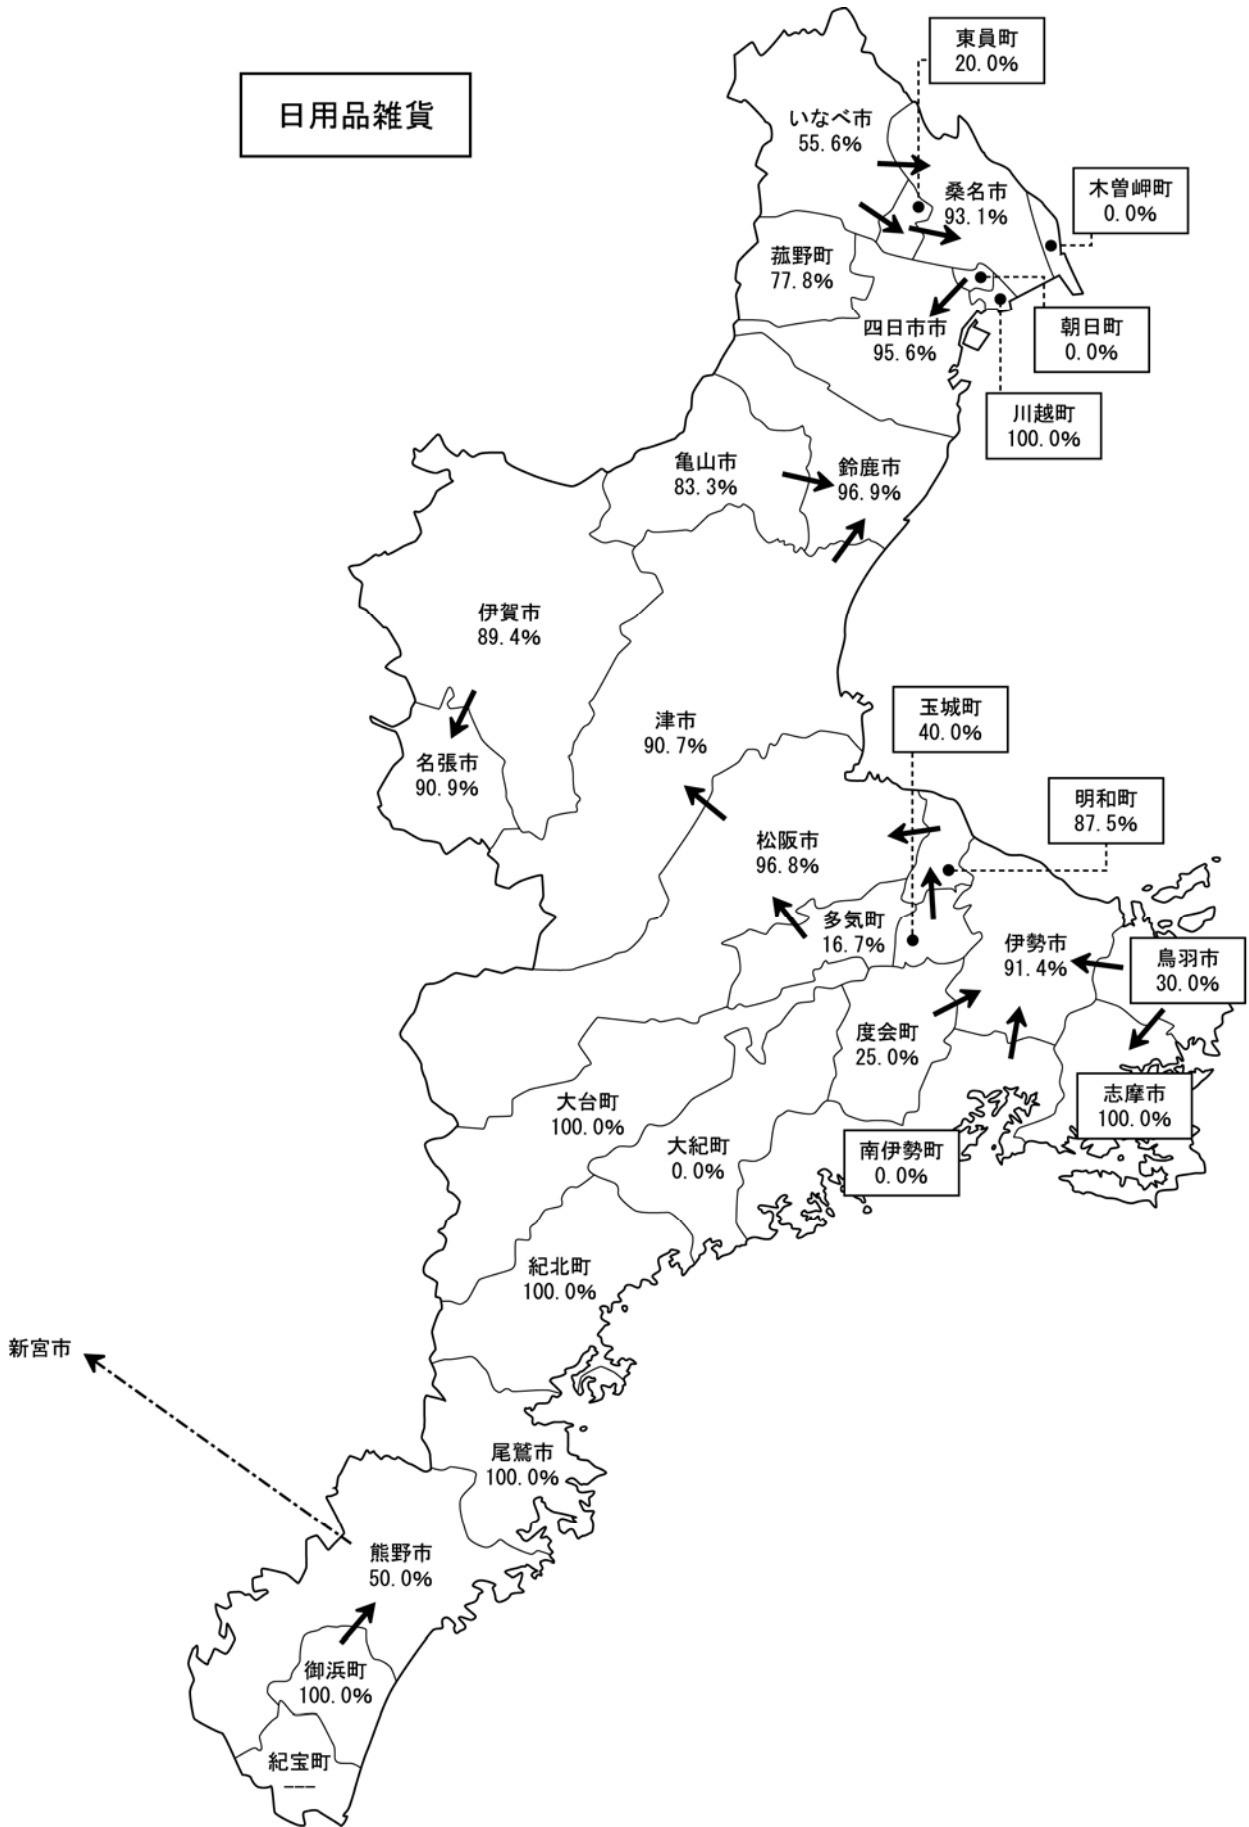 日用品雑貨
東員町
20.0%
いなべ市
55.6%
桑名市
93.1%
木曽岬町
0.0%
菰野町
77.8%
四日市市
95.6%
朝日町
0.0%
川越町
100.0%
亀山市
83.3%
鈴鹿市
96.9%
伊賀市
89.4%
名張市
90.9%
津市
90.7%
玉城町
40.0%
明和町
87.5%
松阪市
96.8%
多気町
16.7%
伊勢市
91.4%
鳥羽市
30.0%
度会町
25.0%
志摩市
100.0%
大台町
100.0%
大紀町
0.0%
南伊勢町
0.0%
紀北町
100.0%
新宮市
尾鷲市
100.0%
熊野市
50.0%
御浜町
100.0%
紀宝町
---